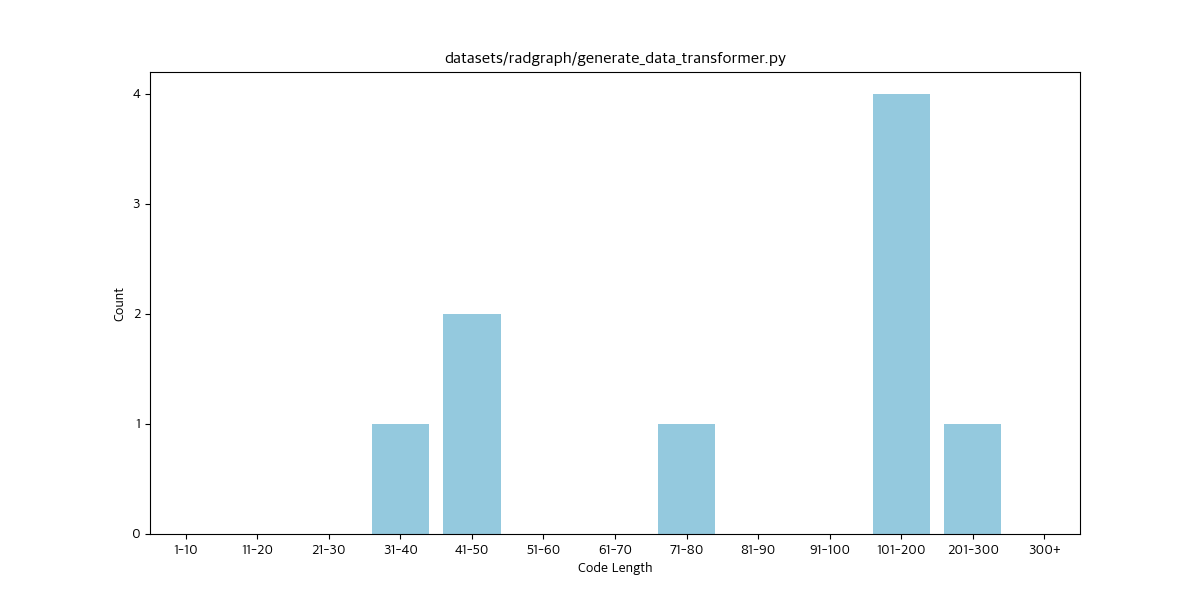 datasets/radgraph/generate_data_transformer.py
4
3
2
1
0
Count
1-10 11-20 21-30 31-40 41-50 51-60 61-70 71-80 81-90 91-100 101-200 201-300 300+
Code Length